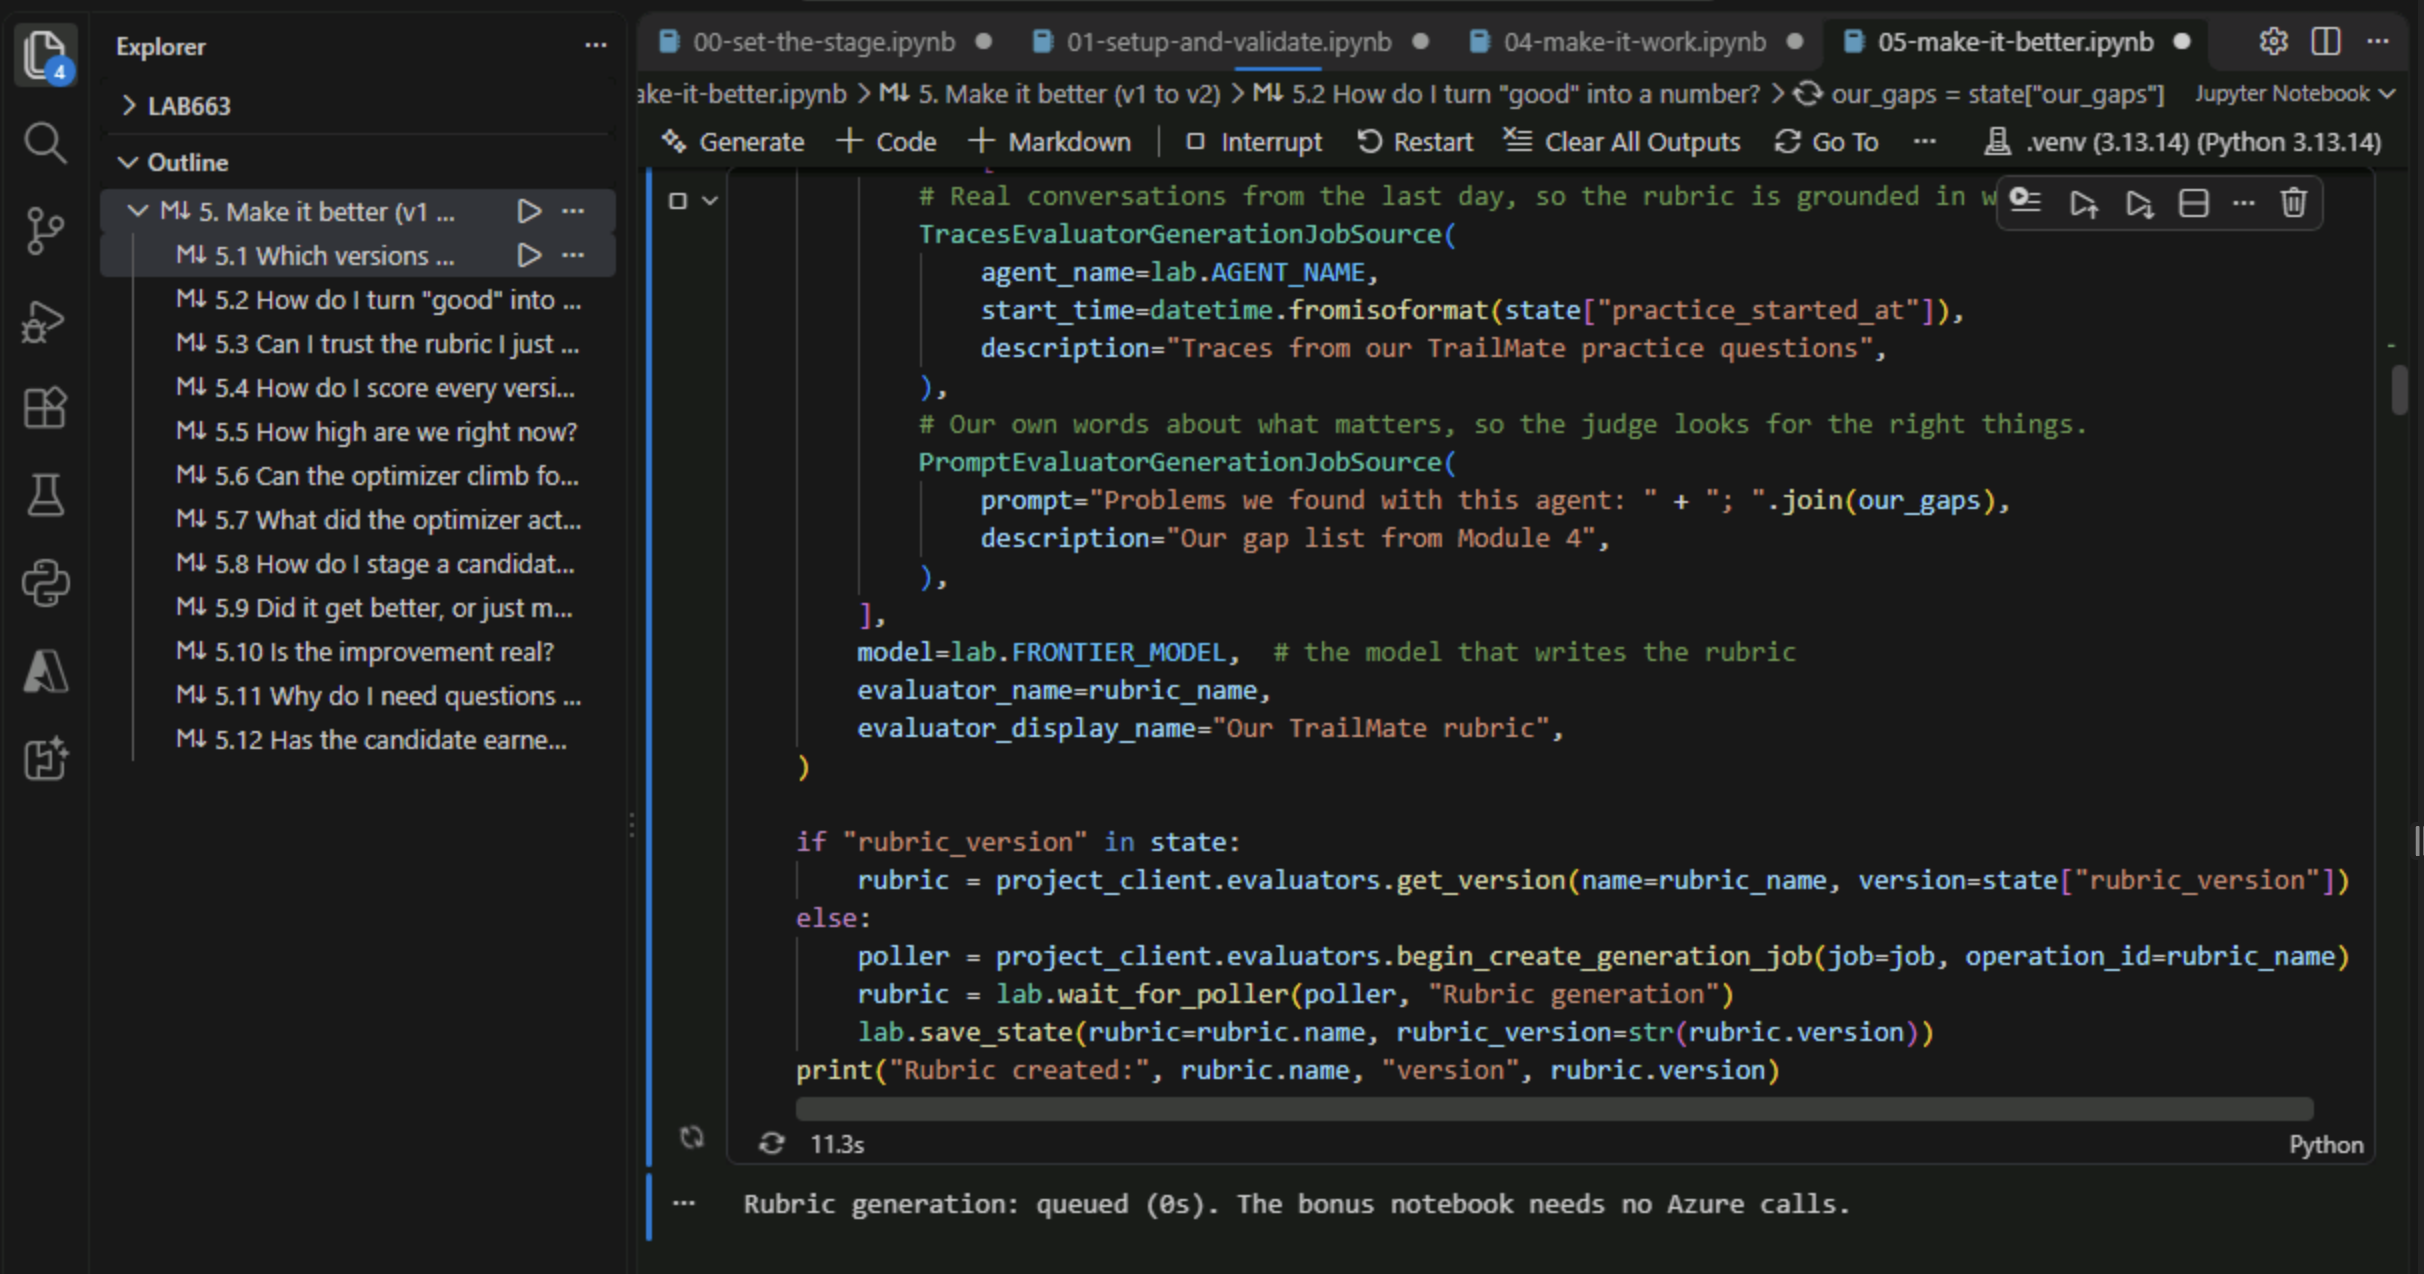 Explorer
4
LAB663
Outline
5. Make it better (v1 ...
5.1 Which versions ...
5.2 How do I turn "good" into ...
5.3 Can I trust the rubric I just ...
5.4 How do I score every versi...
5.5 How high are we right now?
5.6 Can the optimizer climb fo...
5.7 What did the optimizer act...
5.8 How do I stage a candidat...
5.9 Did it get better, or just m...
5.10 Is the improvement real?
5.11 Why do I need questions ...
5.12 Has the candidate earne...
00-set-the-stage.ipynb
01-setup-and-validate.ipynb
04-make-it-work.ipynb
05-make-it-better.ipynb
ake-it-better.ipynb > M↓ 5. Make it better (v1 to v2) > M↓ 5.2 How do I turn "good" into a number? > our_gaps = state["our_gaps"]
Jupyter Notebook
Generate + Code + Markdown | Interrupt Restart Clear All Outputs Go To ... .venv (3.13.14) (Python 3.13.14)
# Real conversations from the last day, so the rubric is grounded in w
TracesEvaluatorGenerationJobSource(
agent_name=lab.AGENT_NAME,
start_time=datetime.fromisoformat(state["practice_started_at"]),
description="Traces from our TrailMate practice questions",
),
# Our own words about what matters, so the judge looks for the right things.
PromptEvaluatorGenerationJobSource(
prompt="Problems we found with this agent: " + "; ".join(our_gaps),
description="Our gap list from Module 4",
),
],
model=lab.FRONTIER_MODEL,  # the model that writes the rubric
evaluator_name=rubric_name,
evaluator_display_name="Our TrailMate rubric",
)
if "rubric_version" in state:
rubric = project_client.evaluators.get_version(name=rubric_name, version=state["rubric_version"])
else:
poller = project_client.evaluators.begin_create_generation_job(job=job, operation_id=rubric_name)
rubric = lab.wait_for_poller(poller, "Rubric generation")
lab.save_state(rubric=rubric.name, rubric_version=str(rubric.version))
print("Rubric created:", rubric.name, "version", rubric.version)
11.3s
Python
Rubric generation: queued (0s). The bonus notebook needs no Azure calls.